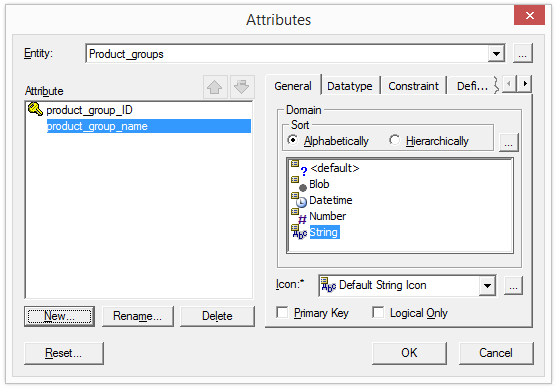 Attributes
Entity:
Product_groups
...
Attribute
product_group_ID
product_group_name
New...
Rename...
Delete
General
Datatype
Constraint
Defi...
Domain
Sort
Alphabetically
Hierarchically
...
<default>
Blob
Datetime
Number
String
Icon:*
Default String Icon
...
Primary Key
Logical Only
Reset...
OK
Cancel